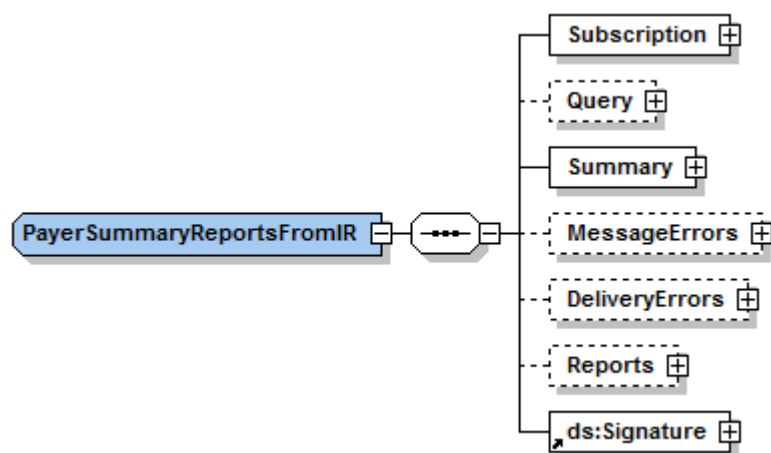 Subscription
Query
Summary
PayerSummaryReportsFromIR
MessageErrors
DeliveryErrors
Reports
ds:Signature